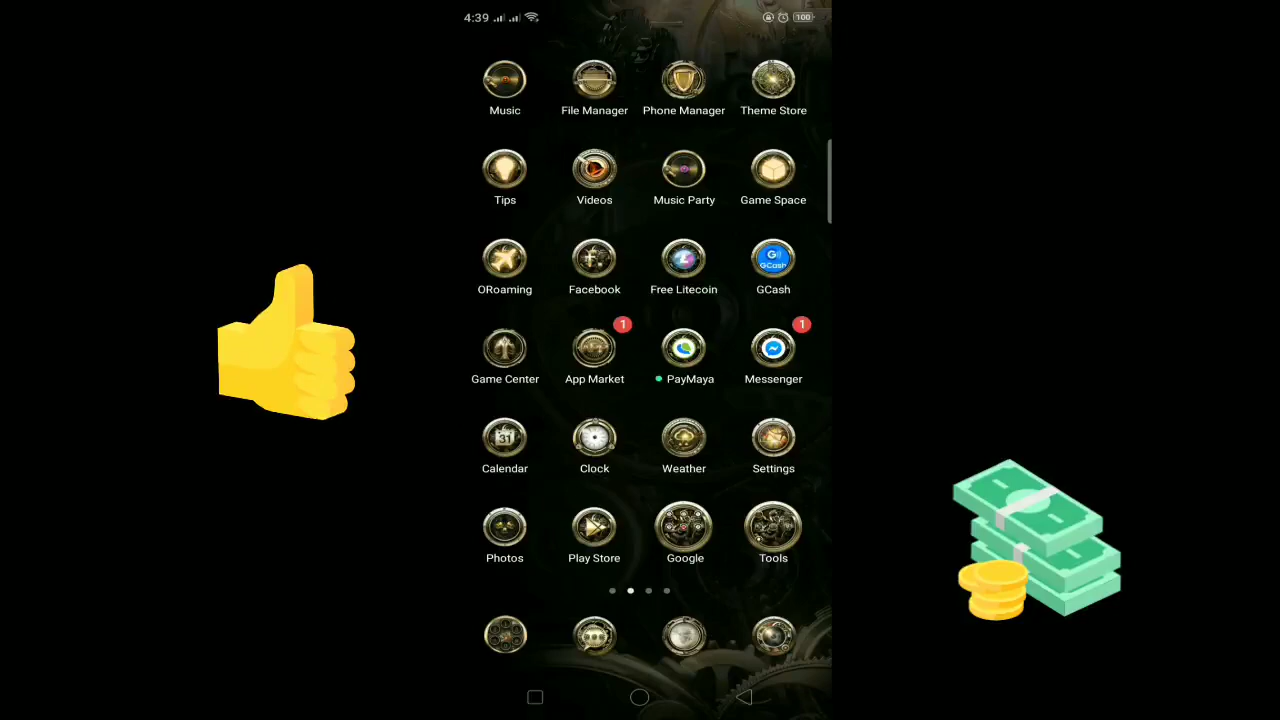 4:39 100
Music File Manager Phone Manager Theme Store
Tips Videos Music Party Game Space
G
GCash
ORoaming Facebook Free Litecoin GCash
1 1
Game Center App Market PayMaya Messenger
31
Calendar Clock Weather Settings
Photos Play Store Google Tools